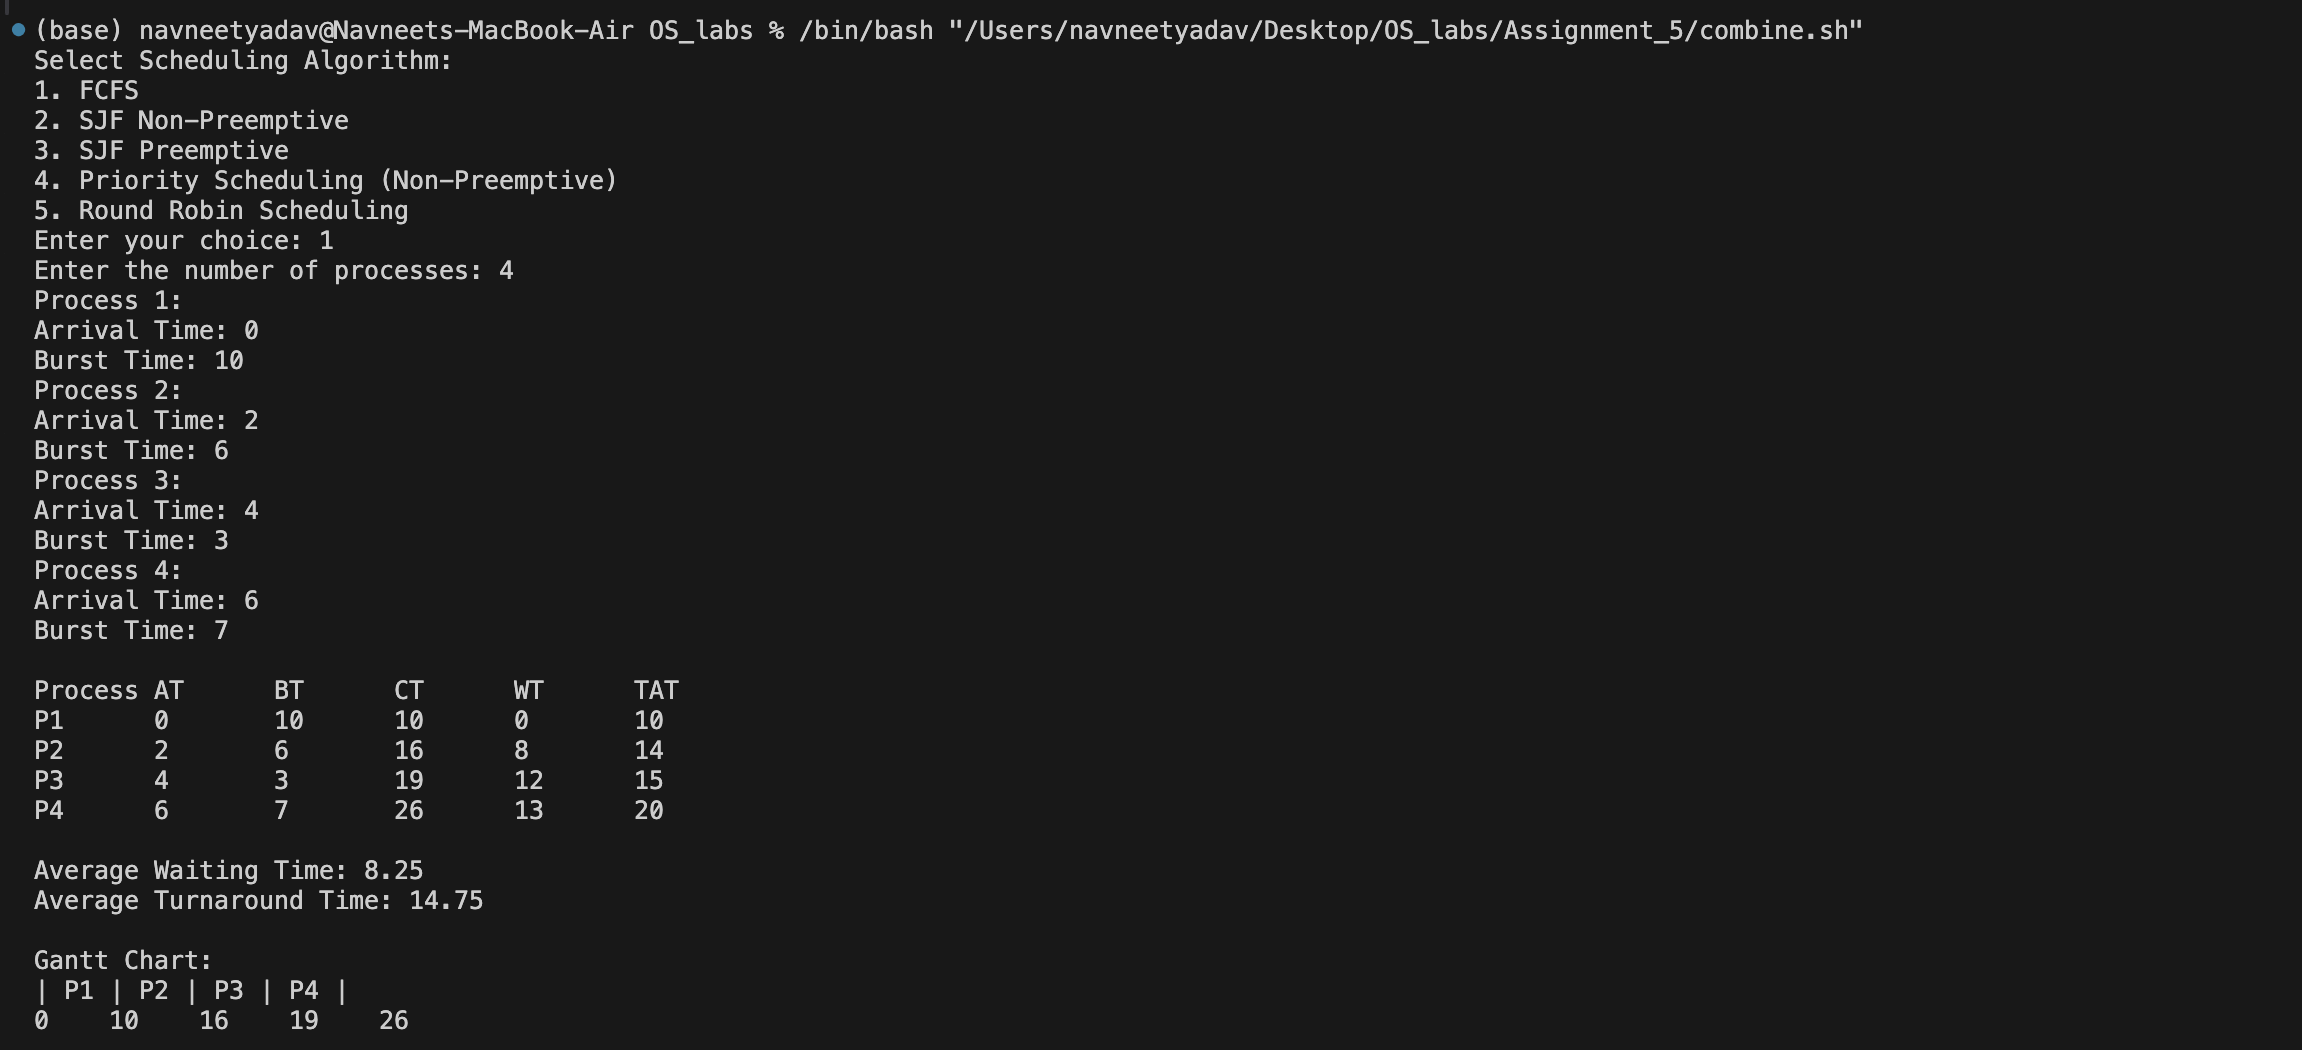 (base) navneetyadav@Navneets-MacBook-Air OS_labs % /bin/bash "/Users/navneetyadav/Desktop/OS_labs/Assignment_5/combine.sh"
Select Scheduling Algorithm:
1. FCFS
2. SJF Non-Preemptive
3. SJF Preemptive
4. Priority Scheduling (Non-Preemptive)
5. Round Robin Scheduling
Enter your choice: 1
Enter the number of processes: 4
Process 1:
Arrival Time: 0
Burst Time: 10
Process 2:
Arrival Time: 2
Burst Time: 6
Process 3:
Arrival Time: 4
Burst Time: 3
Process 4:
Arrival Time: 6
Burst Time: 7

Process AT      BT      CT      WT      TAT
P1      0       10      10      0       10
P2      2       6       16      8       14
P3      4       3       19      12      15
P4      6       7       26      13      20

Average Waiting Time: 8.25
Average Turnaround Time: 14.75

Gantt Chart:
| P1 | P2 | P3 | P4 |
0    10    16    19    26